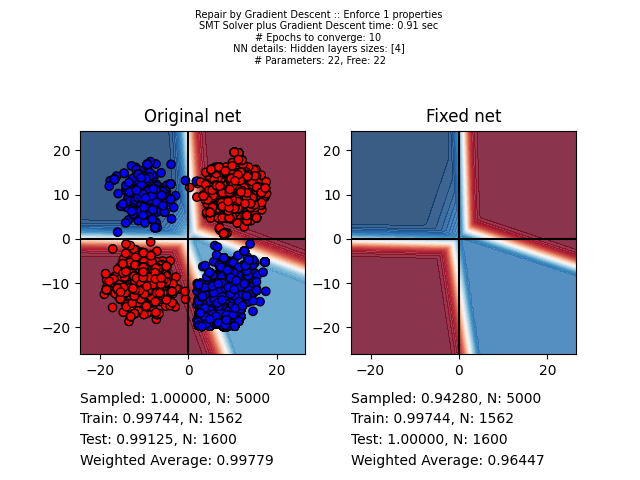 Repair by Gradient Descent :: Enforce 1 properties
SMT Solver plus Gradient Descent time: 0.91 sec
# Epochs to converge: 10
NN details: Hidden layers sizes: [4]
# Parameters: 22, Free: 22
Original net
20
10
0
−10
−20
−20
0
20
Sampled: 1.00000, N: 5000
Train: 0.99744, N: 1562
Test: 0.99125, N: 1600
Weighted Average: 0.99779
Fixed net
20
10
0
−10
−20
−20
0
20
Sampled: 0.94280, N: 5000
Train: 0.99744, N: 1562
Test: 1.00000, N: 1600
Weighted Average: 0.96447